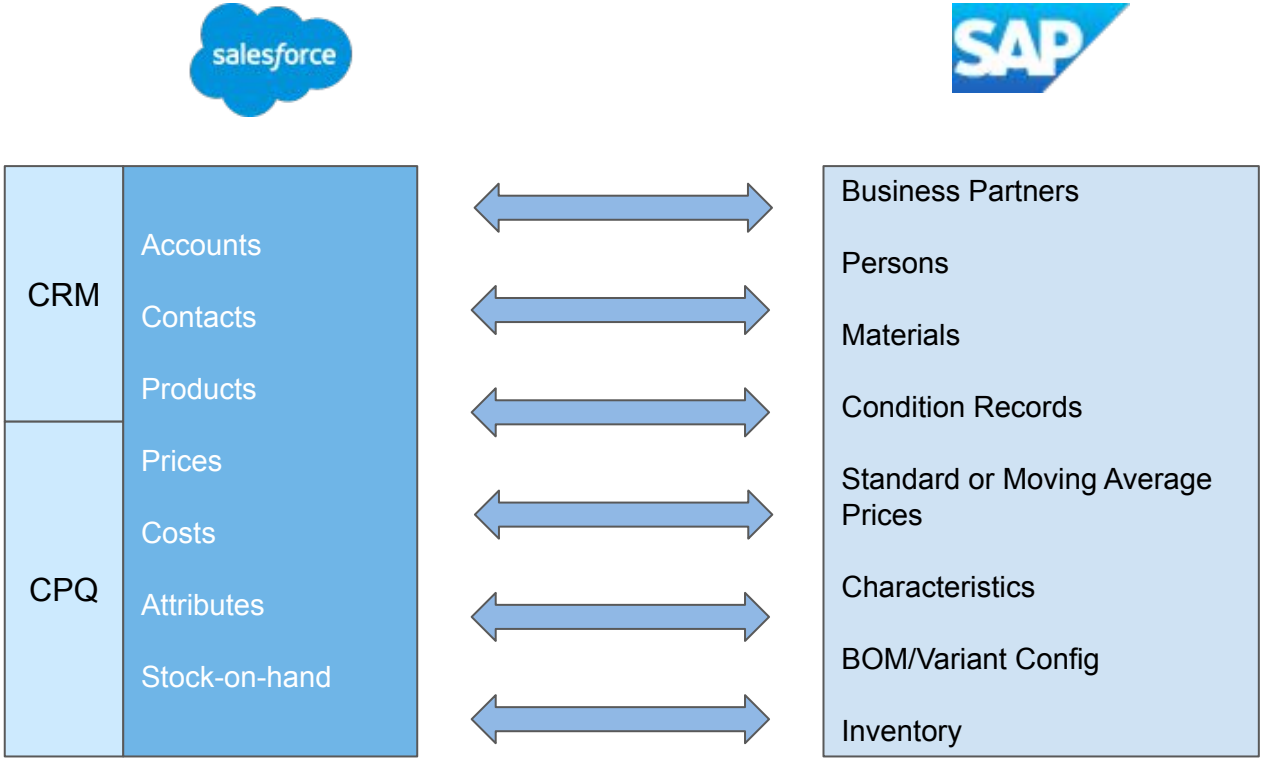 salesforce
SAP
CRM
CPQ
Accounts
Contacts
Products
Prices
Costs
Attributes
Stock-on-hand
Business Partners
Persons
Materials
Condition Records
Standard or Moving Average
Prices
Characteristics
BOM/Variant Config
Inventory